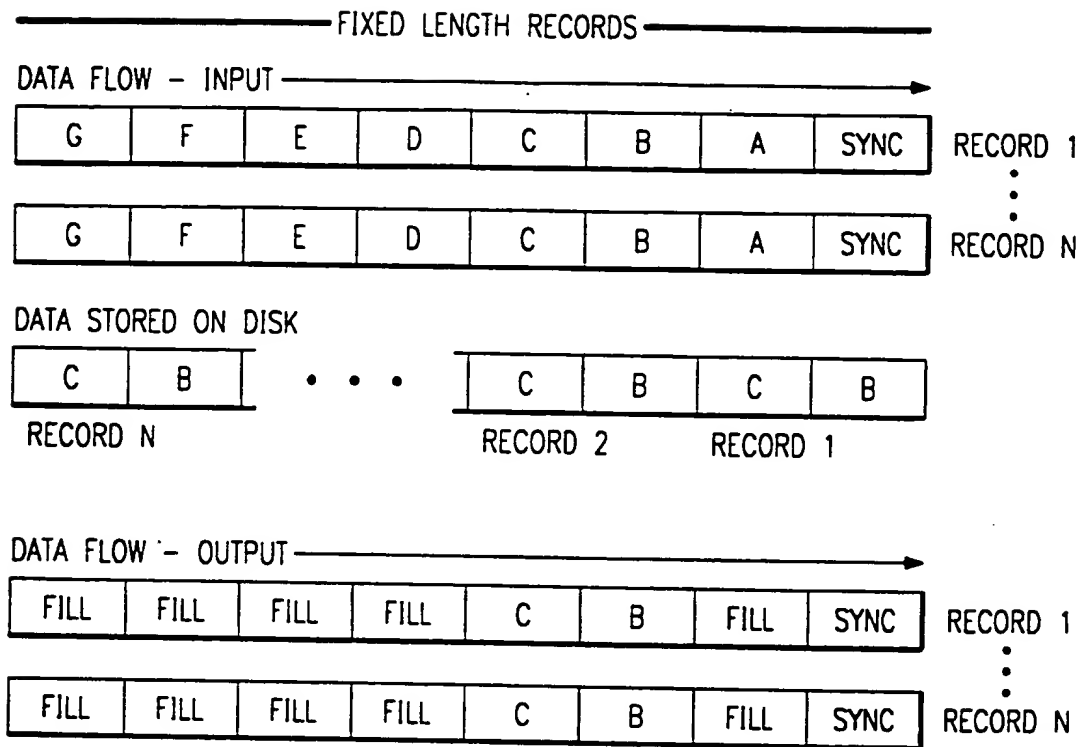 FIXED LENGTH RECORDS
DATA FLOW - INPUT
G F E D C B A SYNC RECORD 1
G F E D C B A SYNC RECORD N
DATA STORED ON DISK
C B • • • C B C B
RECORD N RECORD 2 RECORD 1
DATA FLOW - OUTPUT
FILL FILL FILL FILL C B FILL SYNC RECORD 1
FILL FILL FILL FILL C B FILL SYNC RECORD N